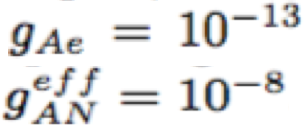 g_{Ae} = 10^{-13}
g_{AN}^{eff} = 10^{-8}